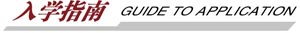 入学指南 GUIDE TO APPLICATION